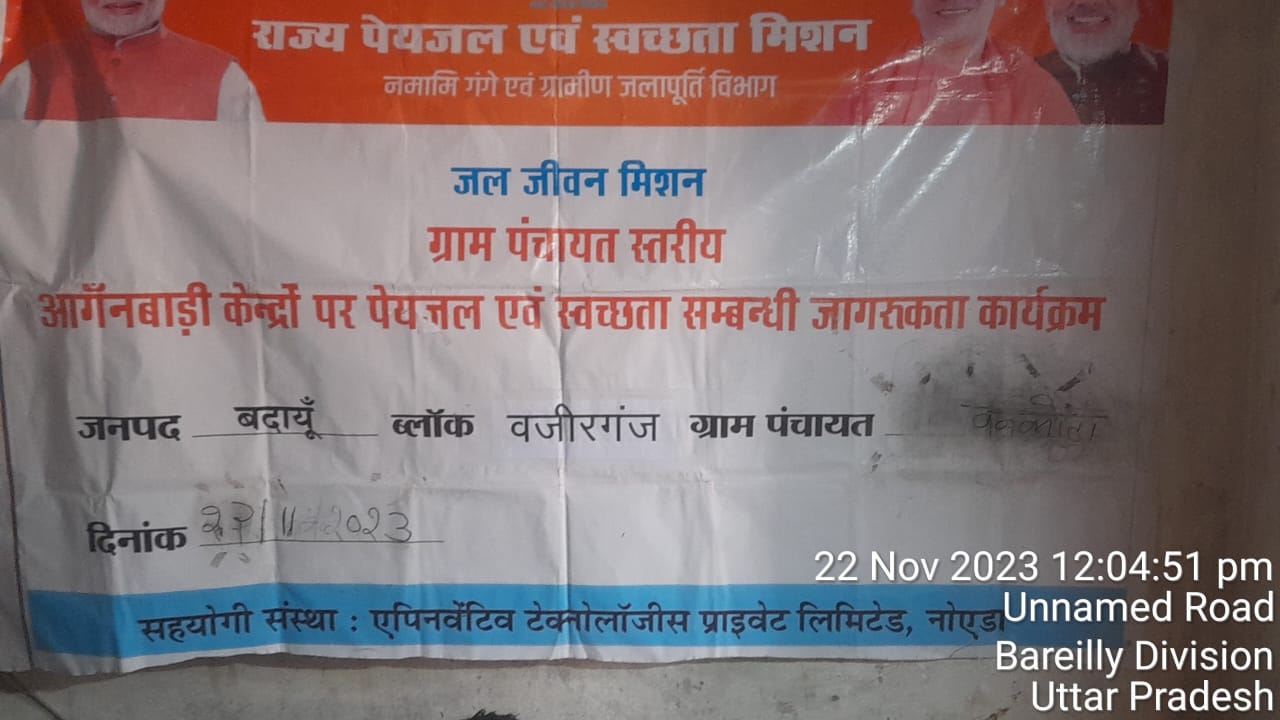 राज्य पेयजल एवं स्वच्छता मिशन
नमामि गंगे एवं ग्रामीण जलापूर्ति विभाग
जल जीवन मिशन
ग्राम पंचायत स्तरीय
आगँनबाड़ी केन्द्रों पर पेयजल एवं स्वच्छता सम्बन्धी जागरुकता कार्यक्रम
जनपद बदायूँ ब्लॉक वजीरगंज ग्राम पंचायत
दिनांक /11/2023
सहयोगी संस्था : एपिनवेंटिव टेक्नोलॉजीस प्राइवेट लिमिटेड, नोएडा
22 Nov 2023 12:04:51 pm
Unnamed Road
Bareilly Division
Uttar Pradesh